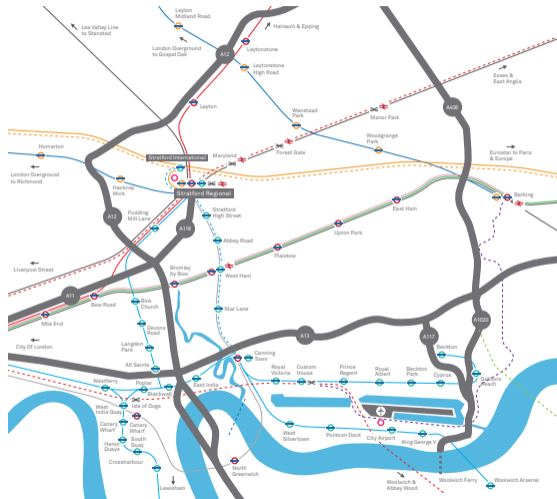 Leyton
Midland Road
Lea Valley Line
to Stansted
Hainault & Epping
London Overground
to Gospel Oak
Leytonstone
A12
Leytonstone
High Road
Essex &
East Anglia
Leyton
A406
Wanstead
Park
Manor Park
Homerton
Woodgrange
Park
Forest Gate
Eurostar to Paris
& Europe
Stratford International
Maryland
London Overground
to Richmond
Hackney
Wick
Stratford Regional
Barking
East Ham
Pudding
Mill Lane
A12
Stratford
High Street
A118
Upton Park
Abbey Road
Plaistow
Liverpool Street
Bromley
by Bow
West Ham
A11
Bow Road
Bow
Church
Star Lane
Mile End
Devons
Road
A13
A117
A1020
City Of London
Langdon
Park
Beckton
Canning
Town
All Saints
Royal
Victoria
Custom
House
Prince
Regent
Royal
Albert
Beckton
Park
Cyprus
Gallions
Reach
Westferry
Poplar
Blackwall
East India
West
India Quay
Isle of Dogs
Canary
Wharf
Canary
Wharf
West
Silvertown
Pontoon Dock
City Airport
King George V
Heron
Quays
South
Quay
Crossharbour
North
Greenwich
Lewisham
Woolwich &
Abbey Wood
Woolwich Ferry
Woolwich Arsenal